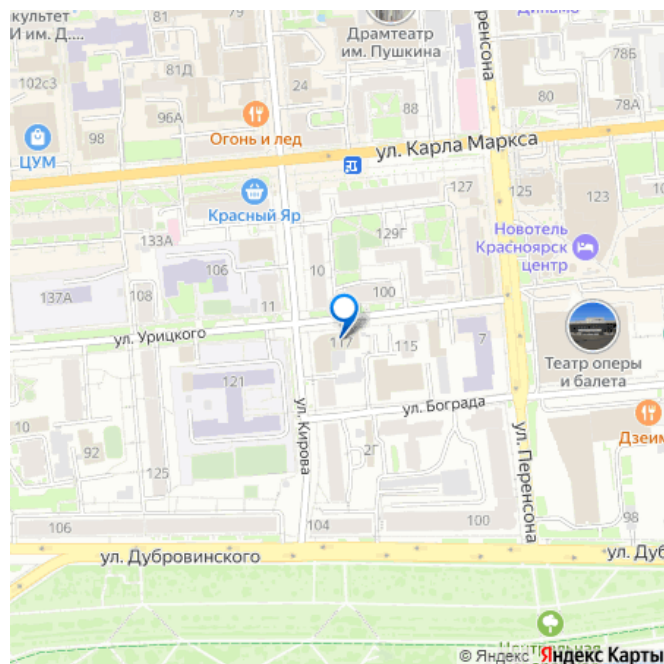 культет
И им. Д....
Драмтеатр
им. Пушкина
Динамо
ул. Перенсона
81Д
102с3
24
78Б
80
78А
96А
98
88
Огонь и лед
ЦУМ
ул. Карла Маркса
127
125
123
Красный Яр
133А
129Г
Новотель
Красноярск
центр
106
10
137А
108
11
100
ул. Урицкого
117
115
7
Театр оперы
и балета
121
ул. Бограда
10
92
ул. Кирова
2Г
ул. Перенсона
Дзеим
125
106
104
100
98
ул. Дубровинского
ул. Дуб
Центральная
© Яндекс Яндекс Карты